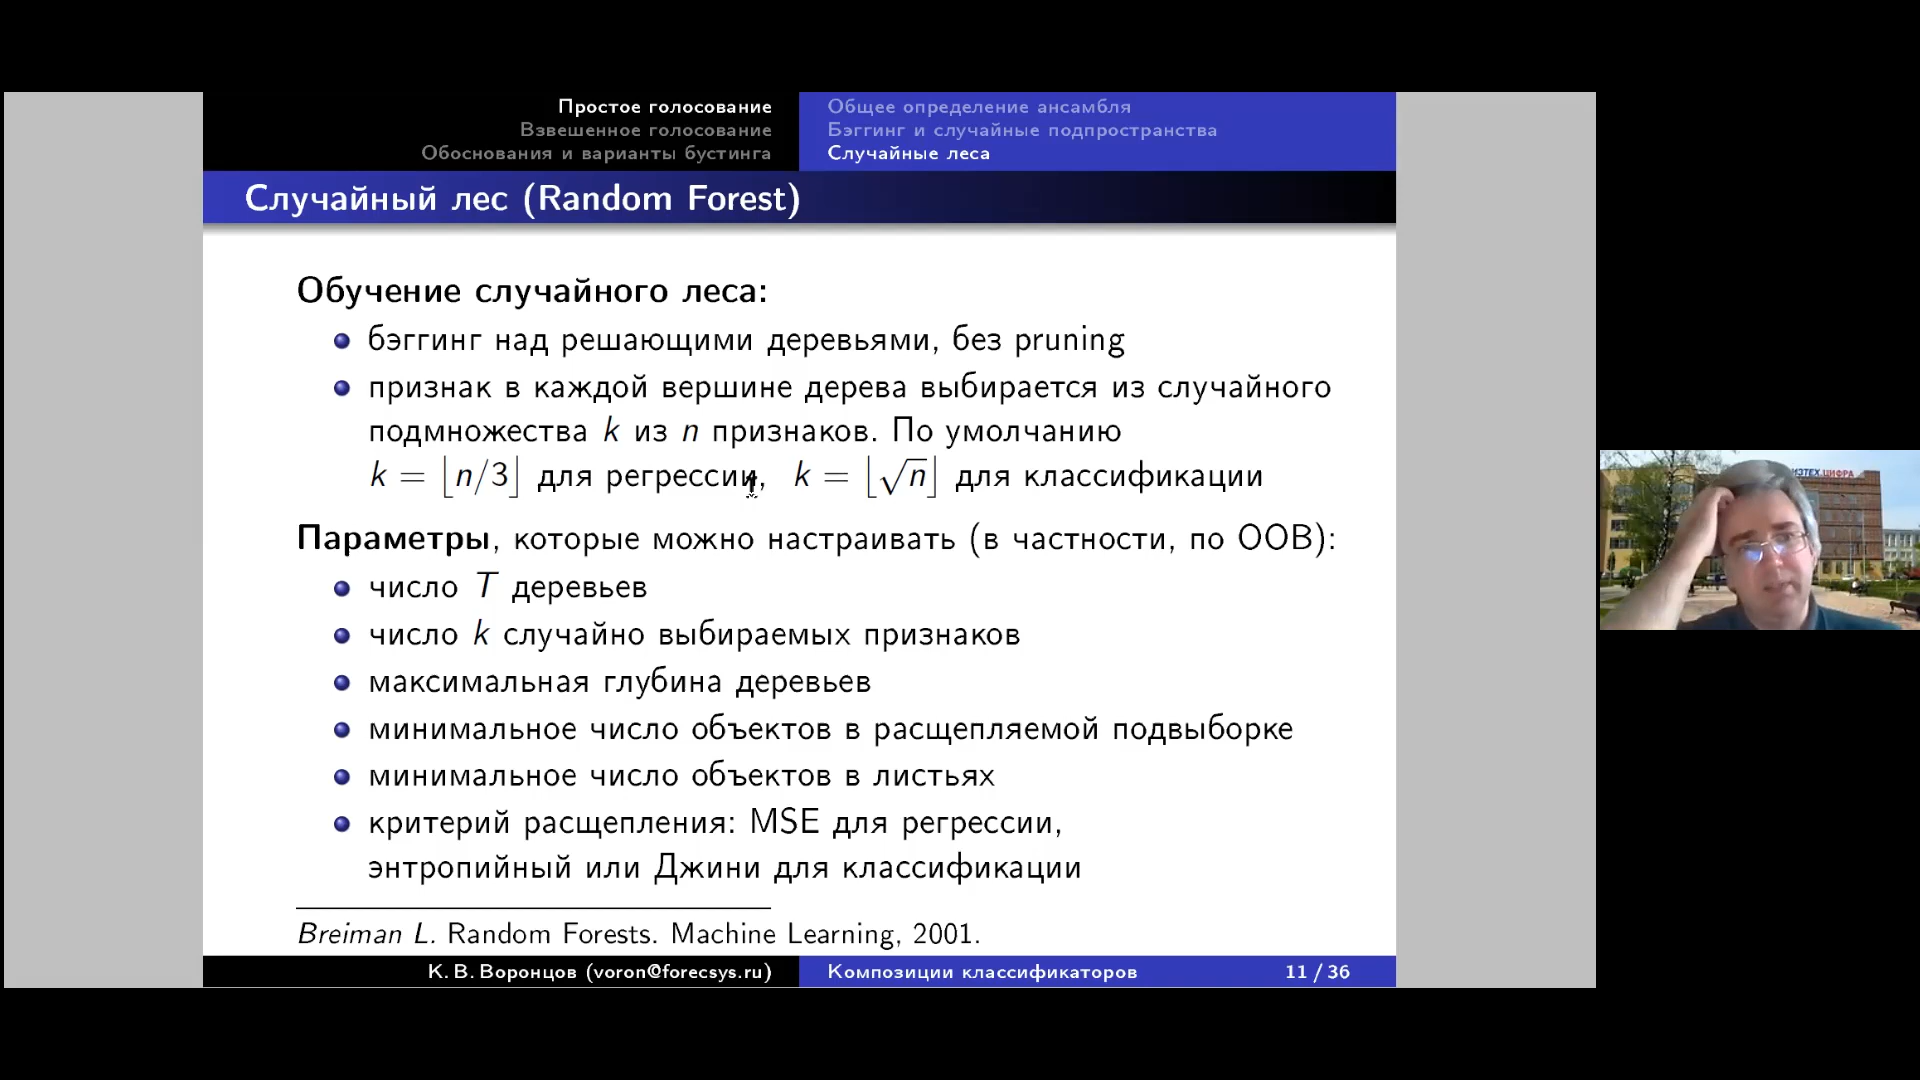 Простое голосование
Взвешенное голосование
Обоснования и варианты бустинга
Общее определение ансамбля
Бэггинг и случайные подпространства
Случайные леса
Случайный лес (Random Forest)
Обучение случайного леса:
бэггинг над решающими деревьями, без pruning
признак в каждой вершине дерева выбирается из случайного
подмножества k из n признаков. По умолчанию
k = ⌊n/3⌋ для регрессии, k = ⌊√n⌋ для классификации
Параметры, которые можно настраивать (в частности, по OOB):
число T деревьев
число k случайно выбираемых признаков
максимальная глубина деревьев
минимальное число объектов в расщепляемой подвыборке
минимальное число объектов в листьях
критерий расщепления: MSE для регрессии,
энтропийный или Джини для классификации
Breiman L. Random Forests. Machine Learning, 2001.
К. В. Воронцов (voron@forecsys.ru)
Композиции классификаторов
11 / 36
ИЗТЕХ.ЦИФРА